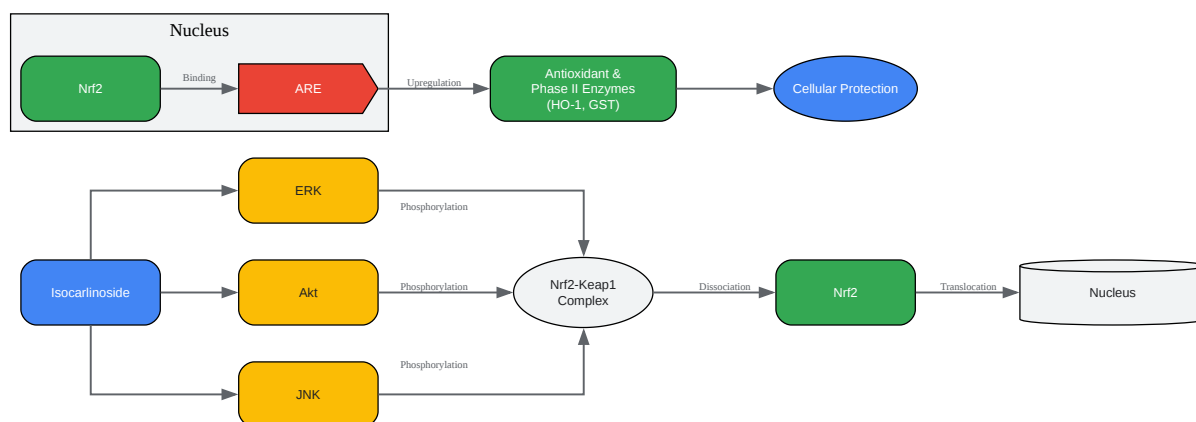 Nucleus
Nrf2
Binding
ARE
Upregulation
Antioxidant &
Phase II Enzymes
(HO-1, GST)
Cellular Protection
ERK
Phosphorylation
Isocarlinoside
Akt
Phosphorylation
Nrf2-Keap1
Complex
Dissociation
Nrf2
Translocation
Nucleus
Phosphorylation
JNK